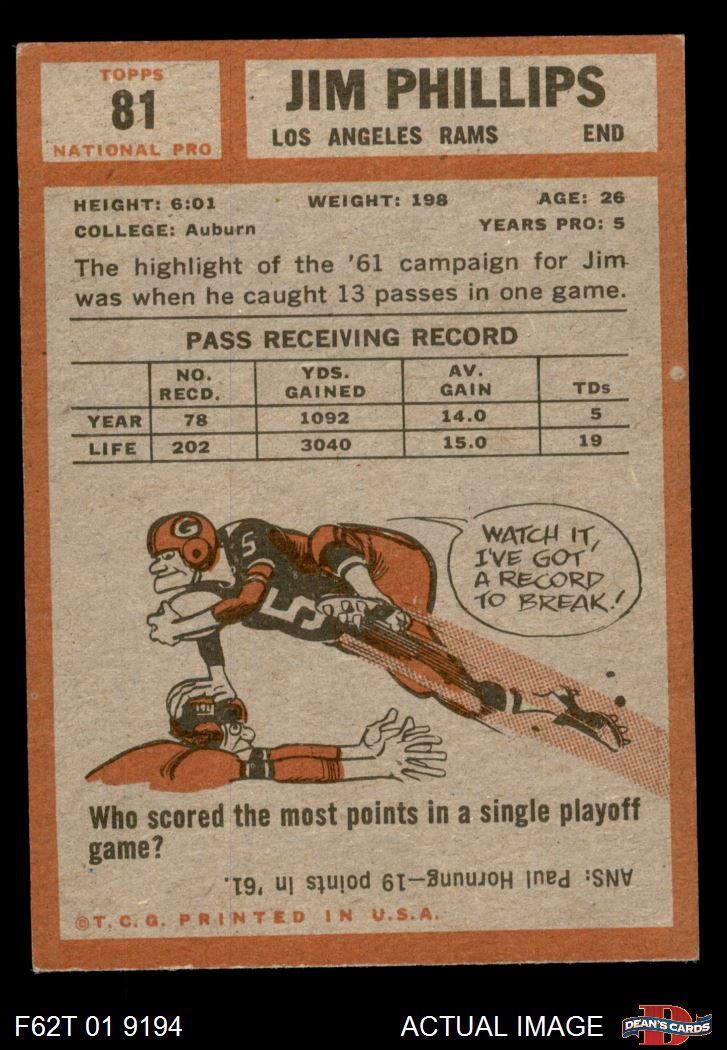 TOPPS
81
NATIONAL PRO
JIM PHILLIPS
LOS ANGELES RAMS END
HEIGHT: 6:01 WEIGHT: 198 AGE: 26
COLLEGE: Auburn YEARS PRO: 5
The highlight of the '61 campaign for Jim
was when he caught 13 passes in one game.
PASS RECEIVING RECORD
NO. RECD. YDS. GAINED AV. GAIN TDs
YEAR 78 1092 14.0 5
LIFE 202 3040 15.0 19
G
5
5
WATCH IT,
I'VE GOT
A RECORD
TO BREAK!
Who scored the most points in a single playoff
game?
ANS: Paul Hornung—19 points in '61.
©T.C.G. PRINTED IN U.S.A.
F62T 01 9194 ACTUAL IMAGE
D
DEAN'S CARDS